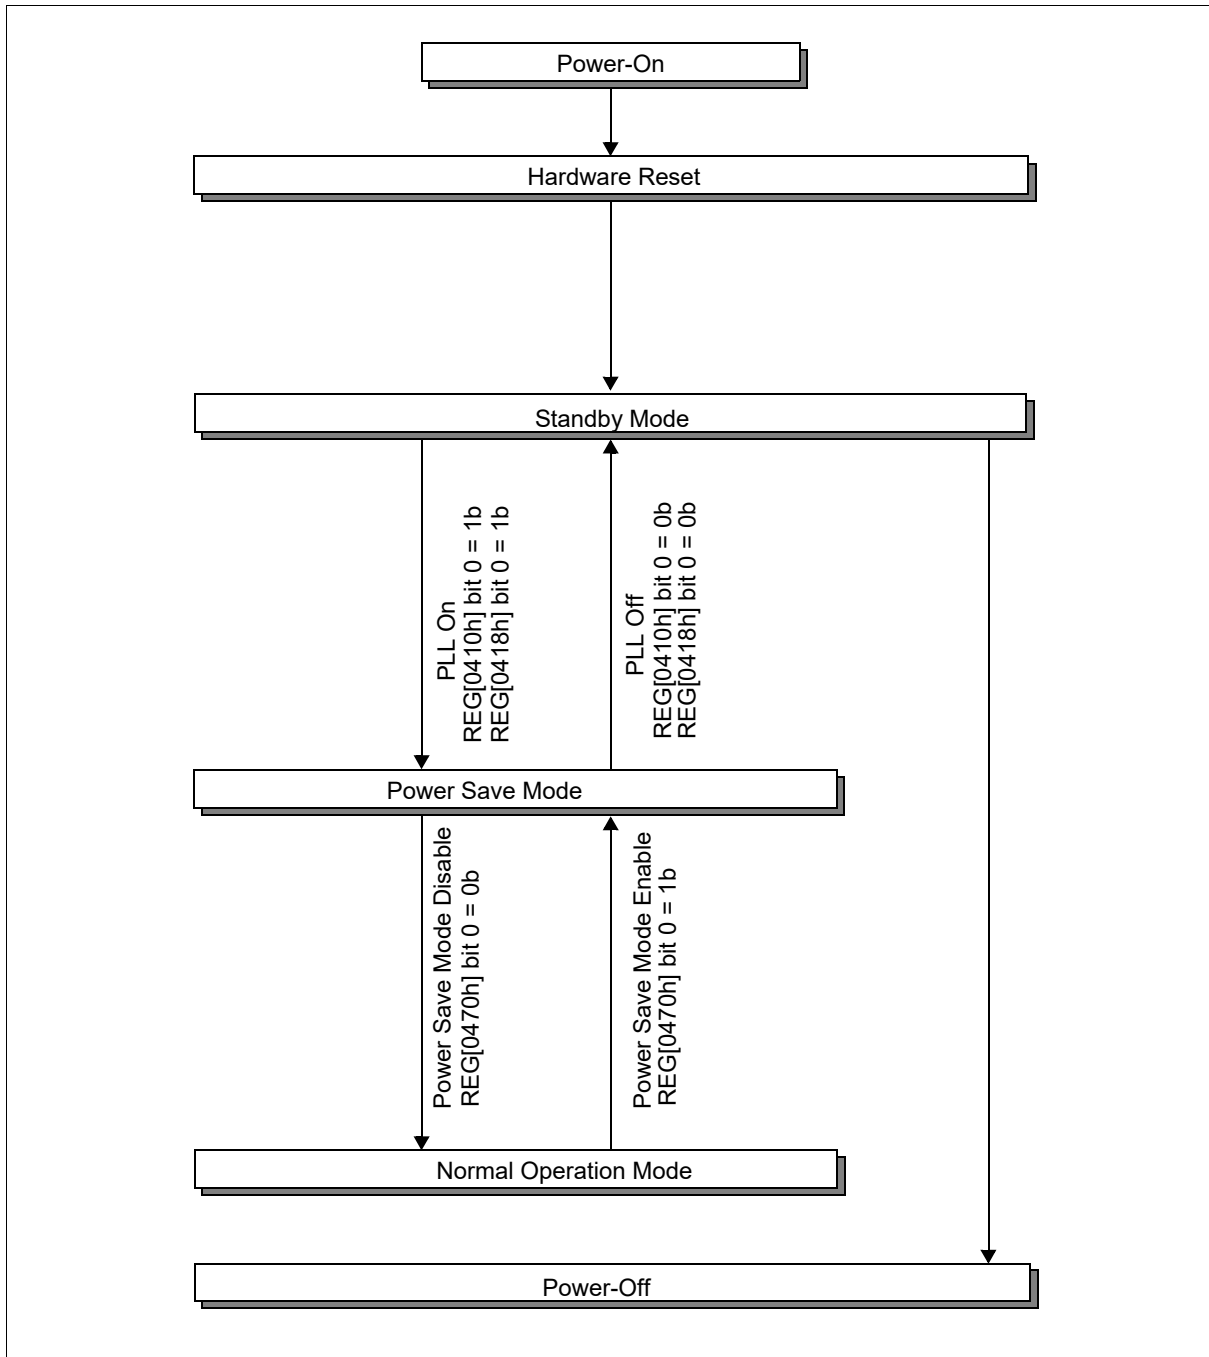 Power-On
Hardware Reset
Standby Mode
PLL On
REG[0410h] bit 0 = 1b
REG[0418h] bit 0 = 1b
PLL Off
REG[0410h] bit 0 = 0b
REG[0418h] bit 0 = 0b
Power Save Mode
Power Save Mode Disable
REG[0470h] bit 0 = 0b
Power Save Mode Enable
REG[0470h] bit 0 = 1b
Normal Operation Mode
Power-Off